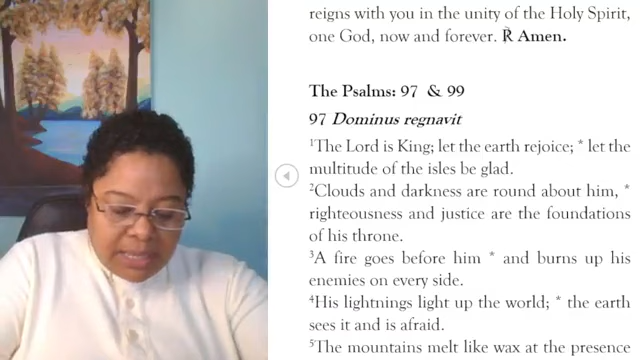 reigns with you in the unity of the Holy Spirit,
one God, now and forever. ℟ Amen.
The Psalms: 97 & 99
97 Dominus regnavit
¹The Lord is King; let the earth rejoice; * let the
multitude of the isles be glad.
²Clouds and darkness are round about him, *
righteousness and justice are the foundations
of his throne.
³A fire goes before him * and burns up his
enemies on every side.
⁴His lightnings light up the world; * the earth
sees it and is afraid.
⁵The mountains melt like wax at the presence